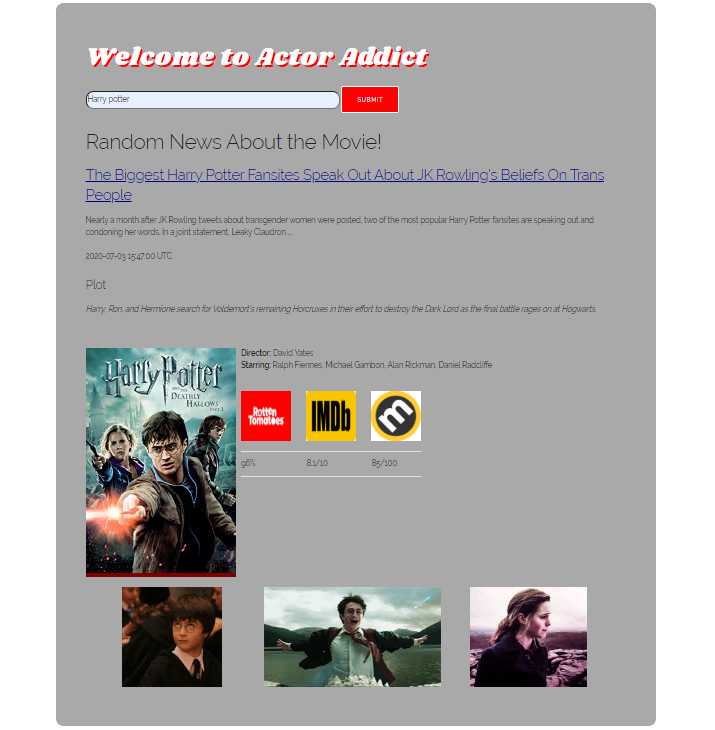 Welcome to Actor Addict
Harry potter
SUBMIT
Random News About the Movie!
The Biggest Harry Potter Fansites Speak Out About JK Rowling's Beliefs On Trans
People
Nearly a month after JK Rowling tweets about transgender women were posted, two of the most popular Harry Potter fansites are speaking out and
condoning her words. In a joint statement, Leaky Claudron ...
2020-07-03 15:47:00 UTC
Plot
Harry, Ron, and Hermione search for Voldemort's remaining Horcruxes in their effort to destroy the Dark Lord as the final battle rages on at Hogwarts.
Director: David Yates
Starring: Ralph Fiennes, Michael Gambon, Alan Rickman, Daniel Radcliffe
Harry Potter
AND THE
DEATHLY
HALLOWS
PART 2
Rotten
Tomatoes
IMDb
m
96%
8.1/10
85/100